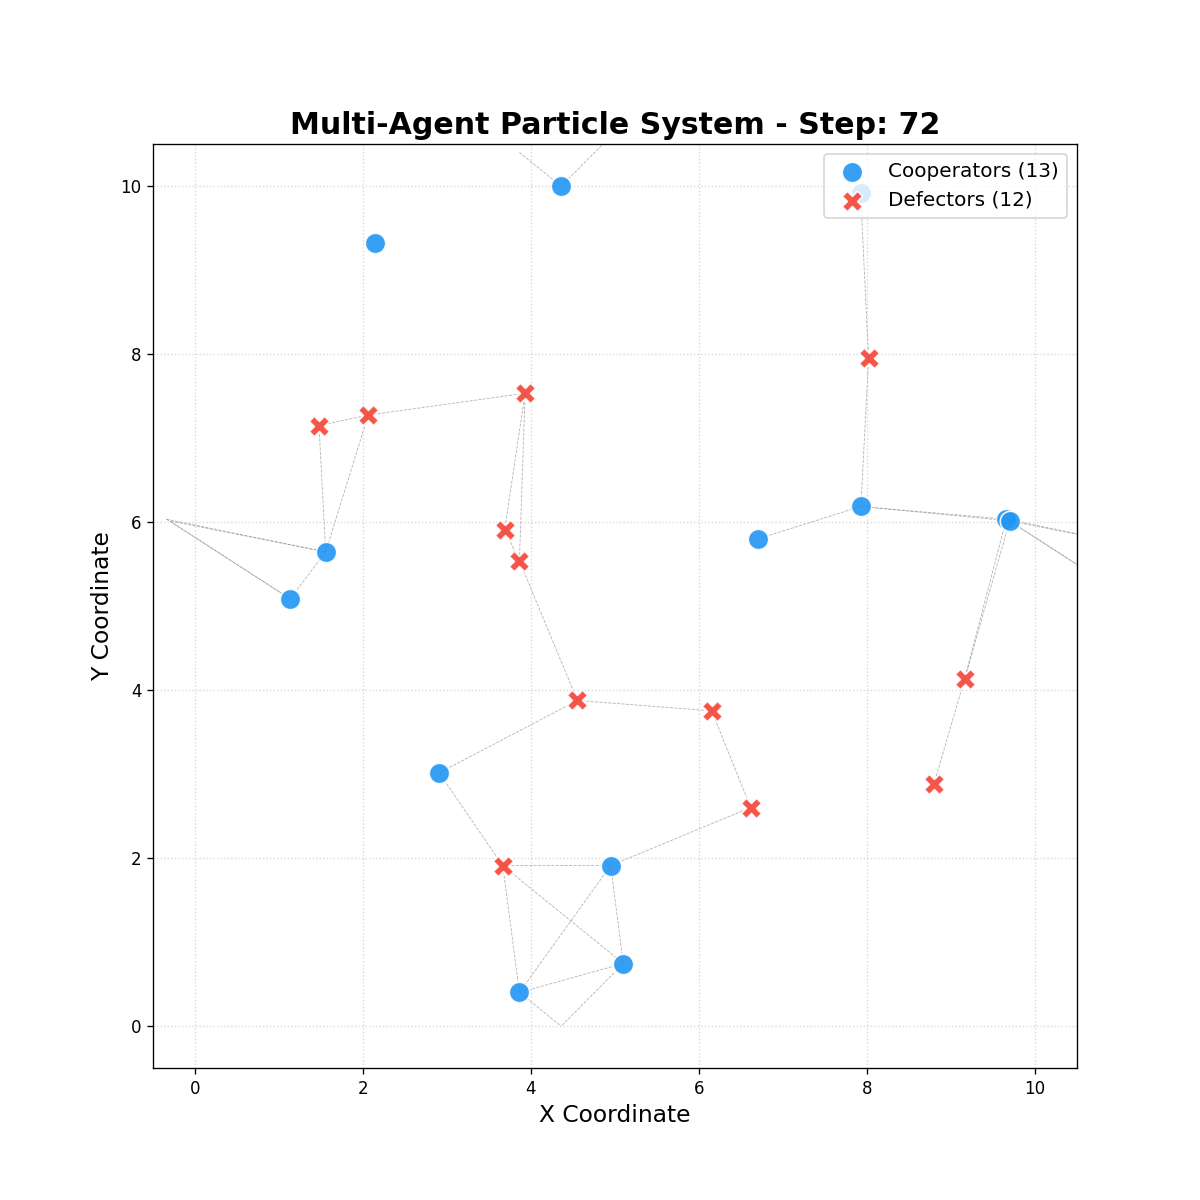 Multi-Agent Particle System - Step: 72
Cooperators (13)
Defectors (12)
10
8
6
4
2
0
Y Coordinate
0 2 4 6 8 10
X Coordinate